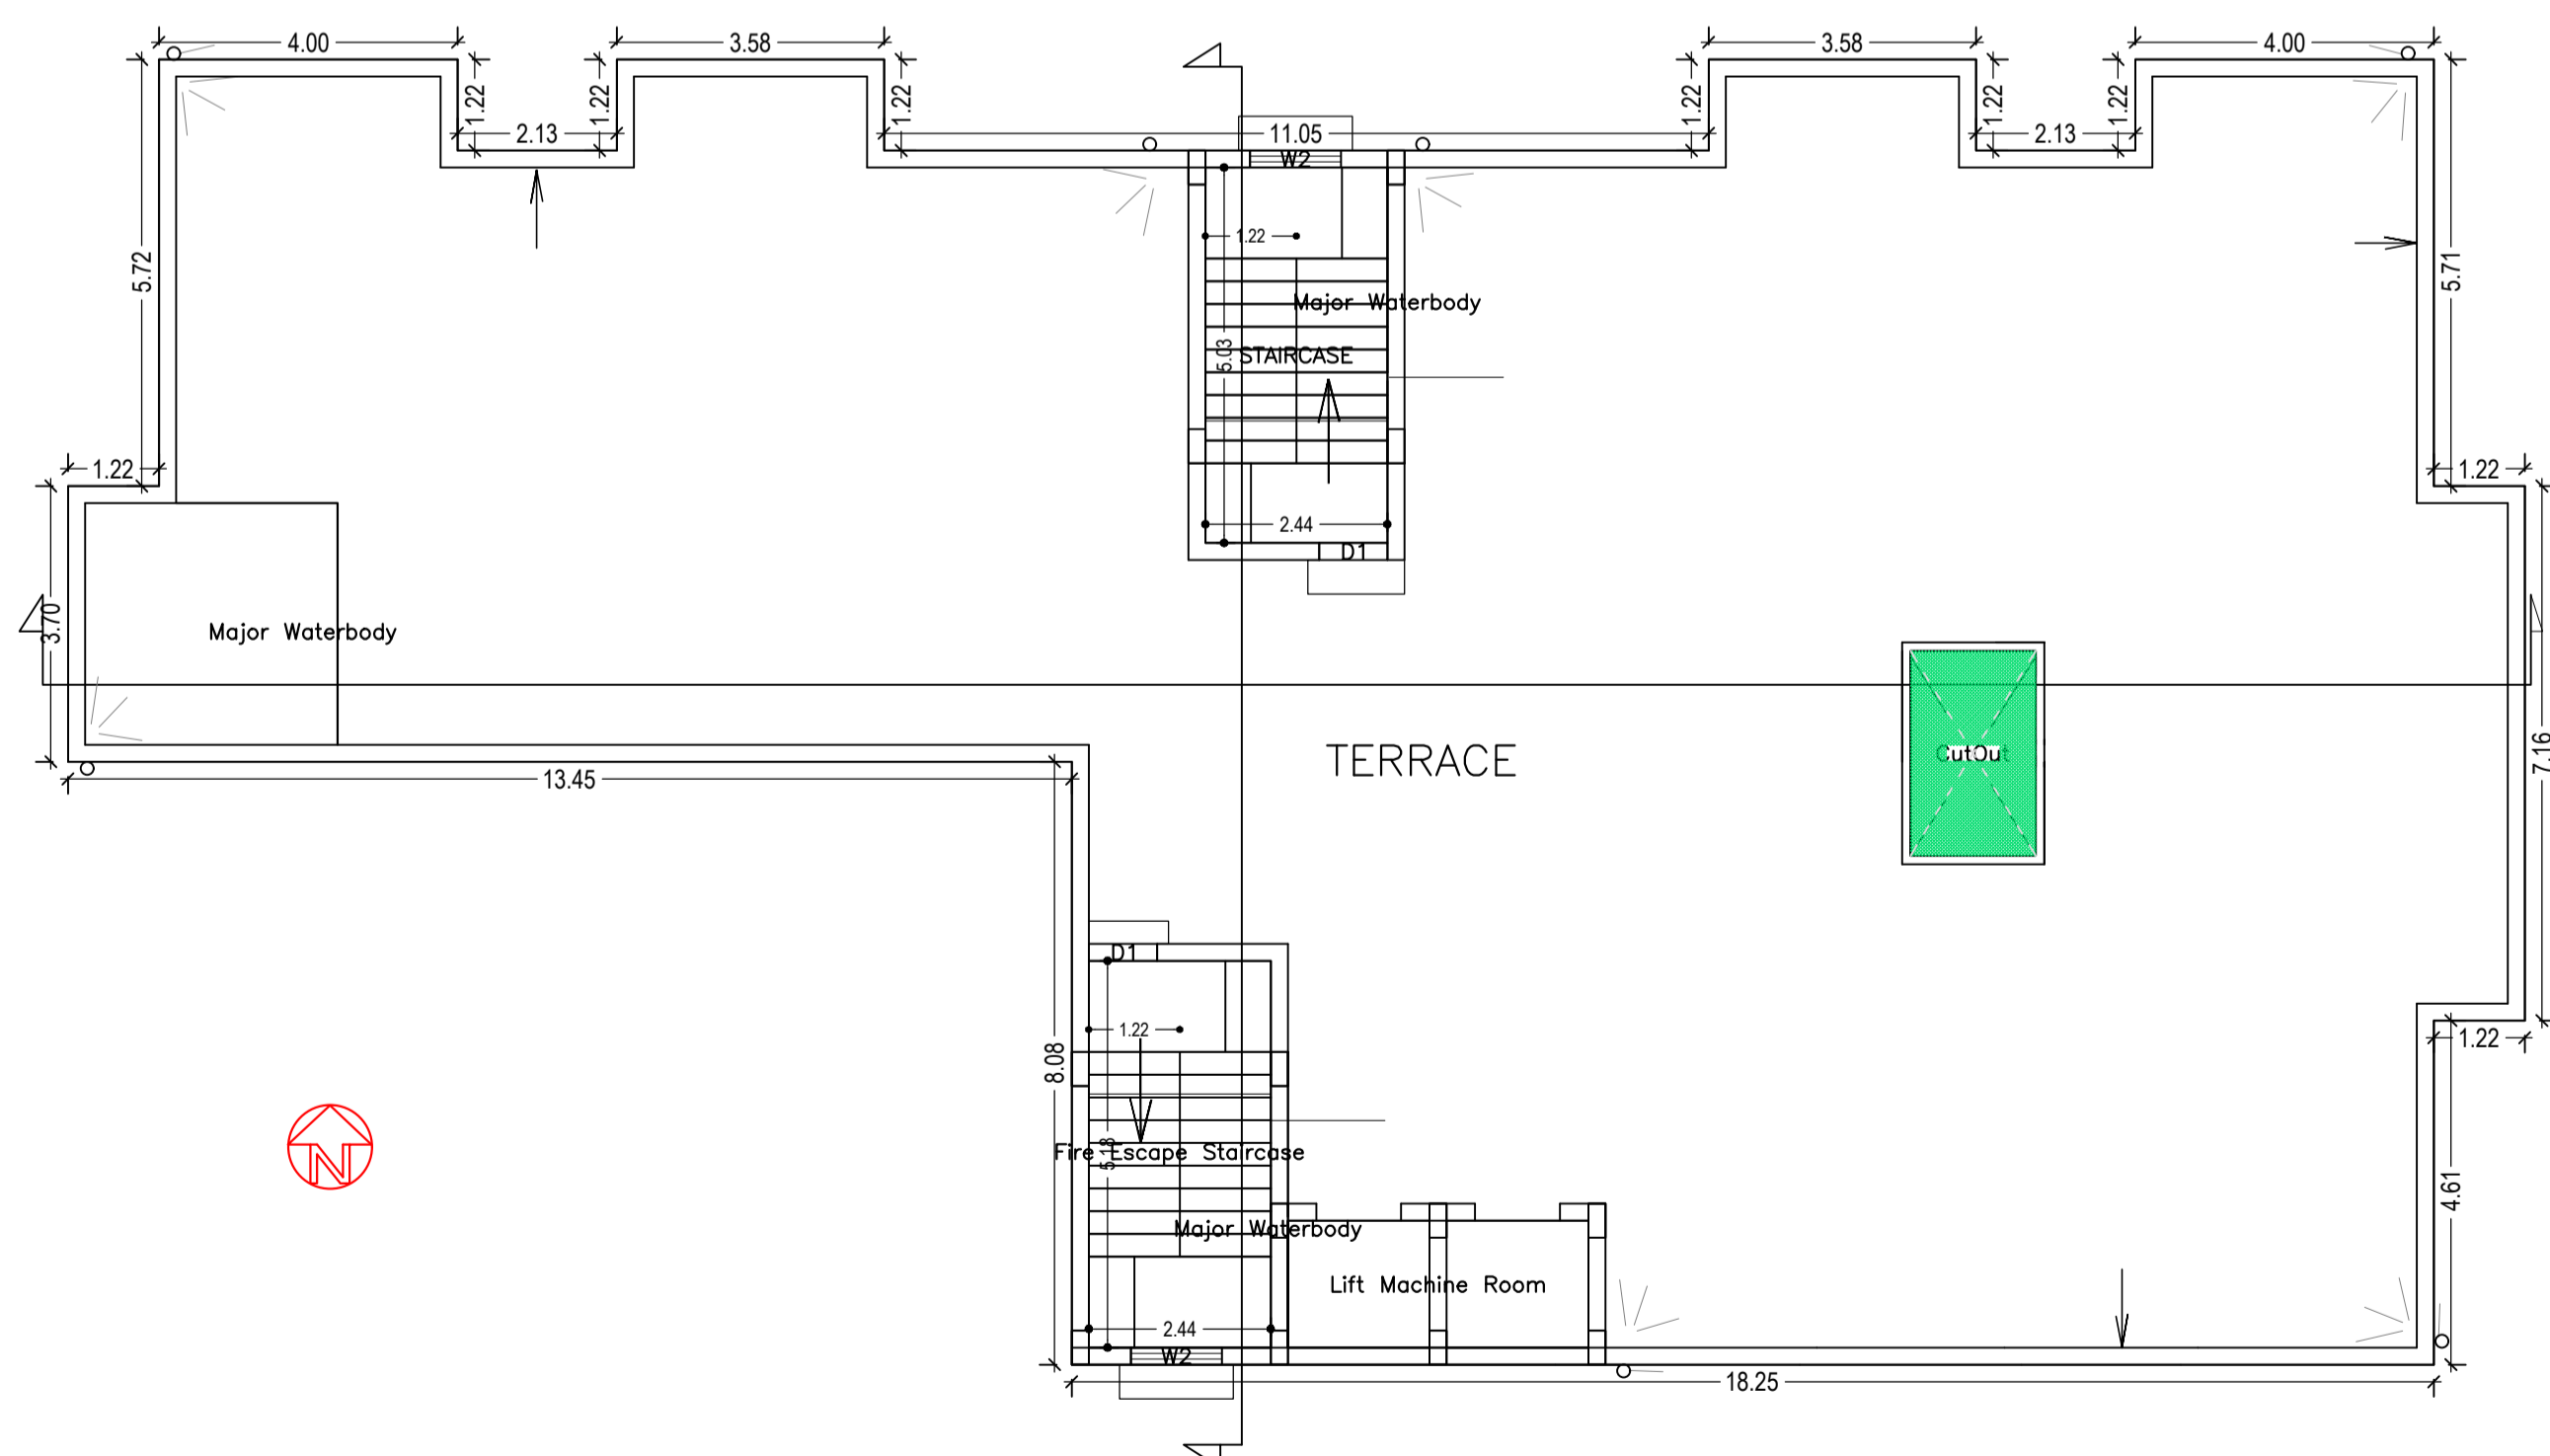 4.00
3.58
3.58
4.00
1.22
1.22
1.22
1.22
1.22
1.22
2.13
11.05
2.13
W2
1.22
5.72
5.71
Major Waterbody
5.03
STAIRCASE
1.22
1.22
2.44
D1
3.70
Major Waterbody
7.16
TERRACE
CutOut
13.45
D1
1.22
1.22
8.08
5.18
Fire Escape Staircase
N
4.61
Major Waterbody
Lift Machine Room
2.44
W2
18.25